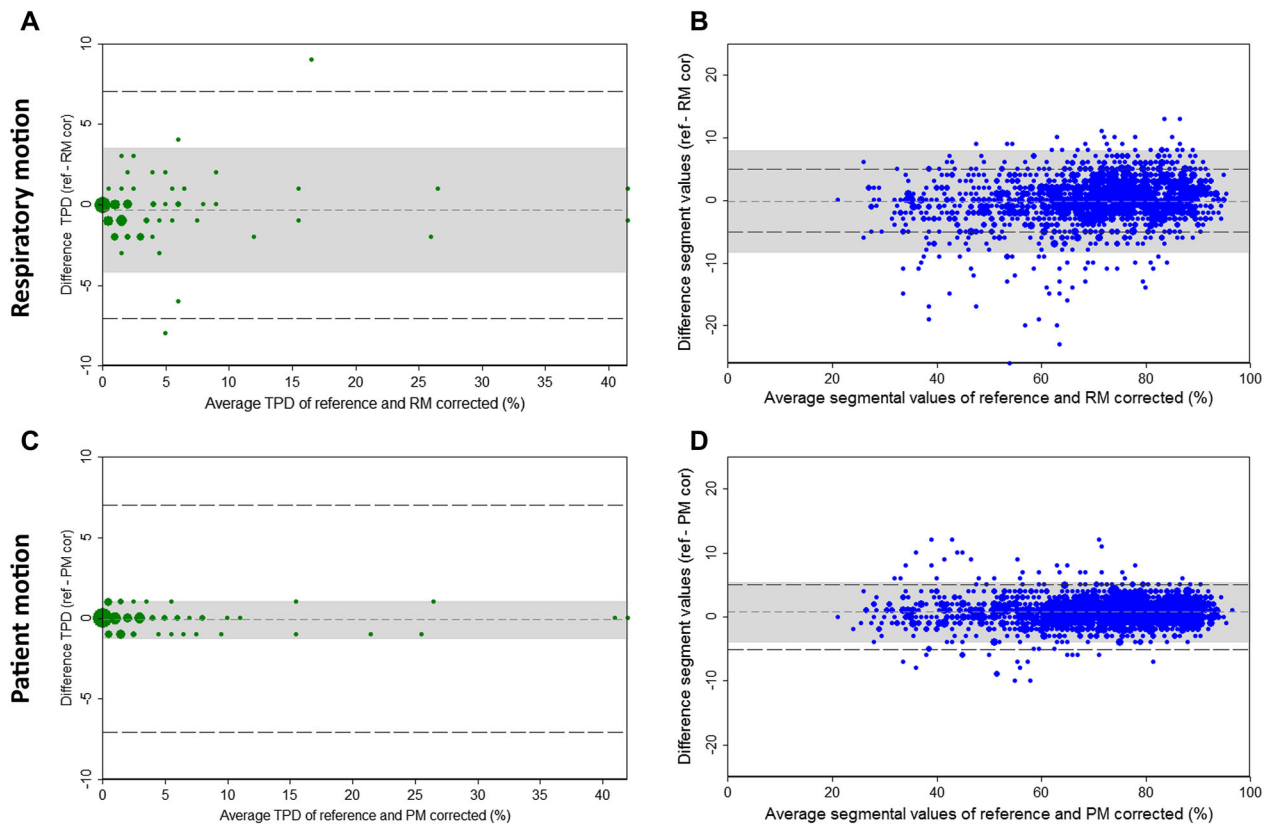 A
Respiratory motion
Difference TPD (ref - RM cor)
10
5
0
-5
-10
0 5 10 15 20 25 30 35 40
Average TPD of reference and RM corrected (%)
B
Difference segment values (ref - RM cor)
20
10
0
-10
-20
0 20 40 60 80 100
Average segmental values of reference and RM corrected (%)
C
Patient motion
Difference TPD (ref - PM cor)
10
5
0
-5
-10
0 5 10 15 20 25 30 35 40
Average TPD of reference and PM corrected (%)
D
Difference segment values (ref - PM cor)
20
10
0
-10
-20
0 20 40 60 80 100
Average segmental values of reference and PM corrected (%)